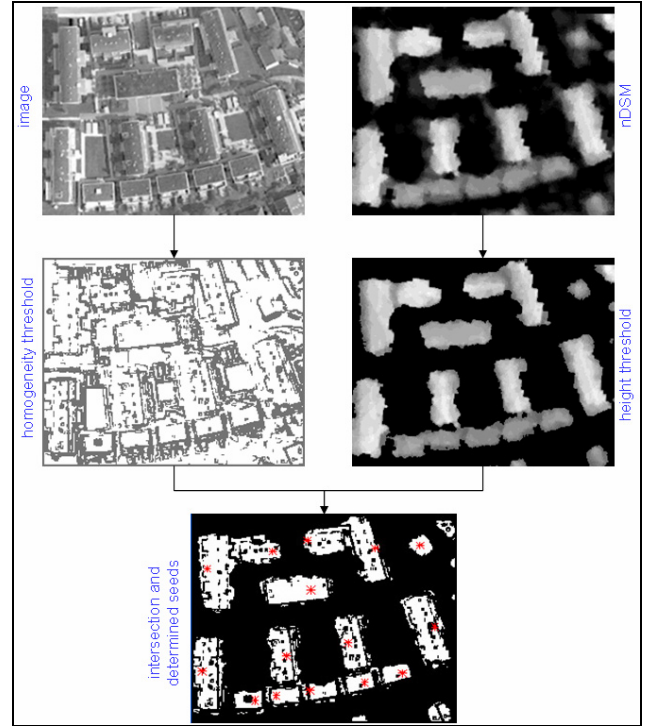 image
nDSM
homogeneity threshold
height threshold
intersection and
determined seeds